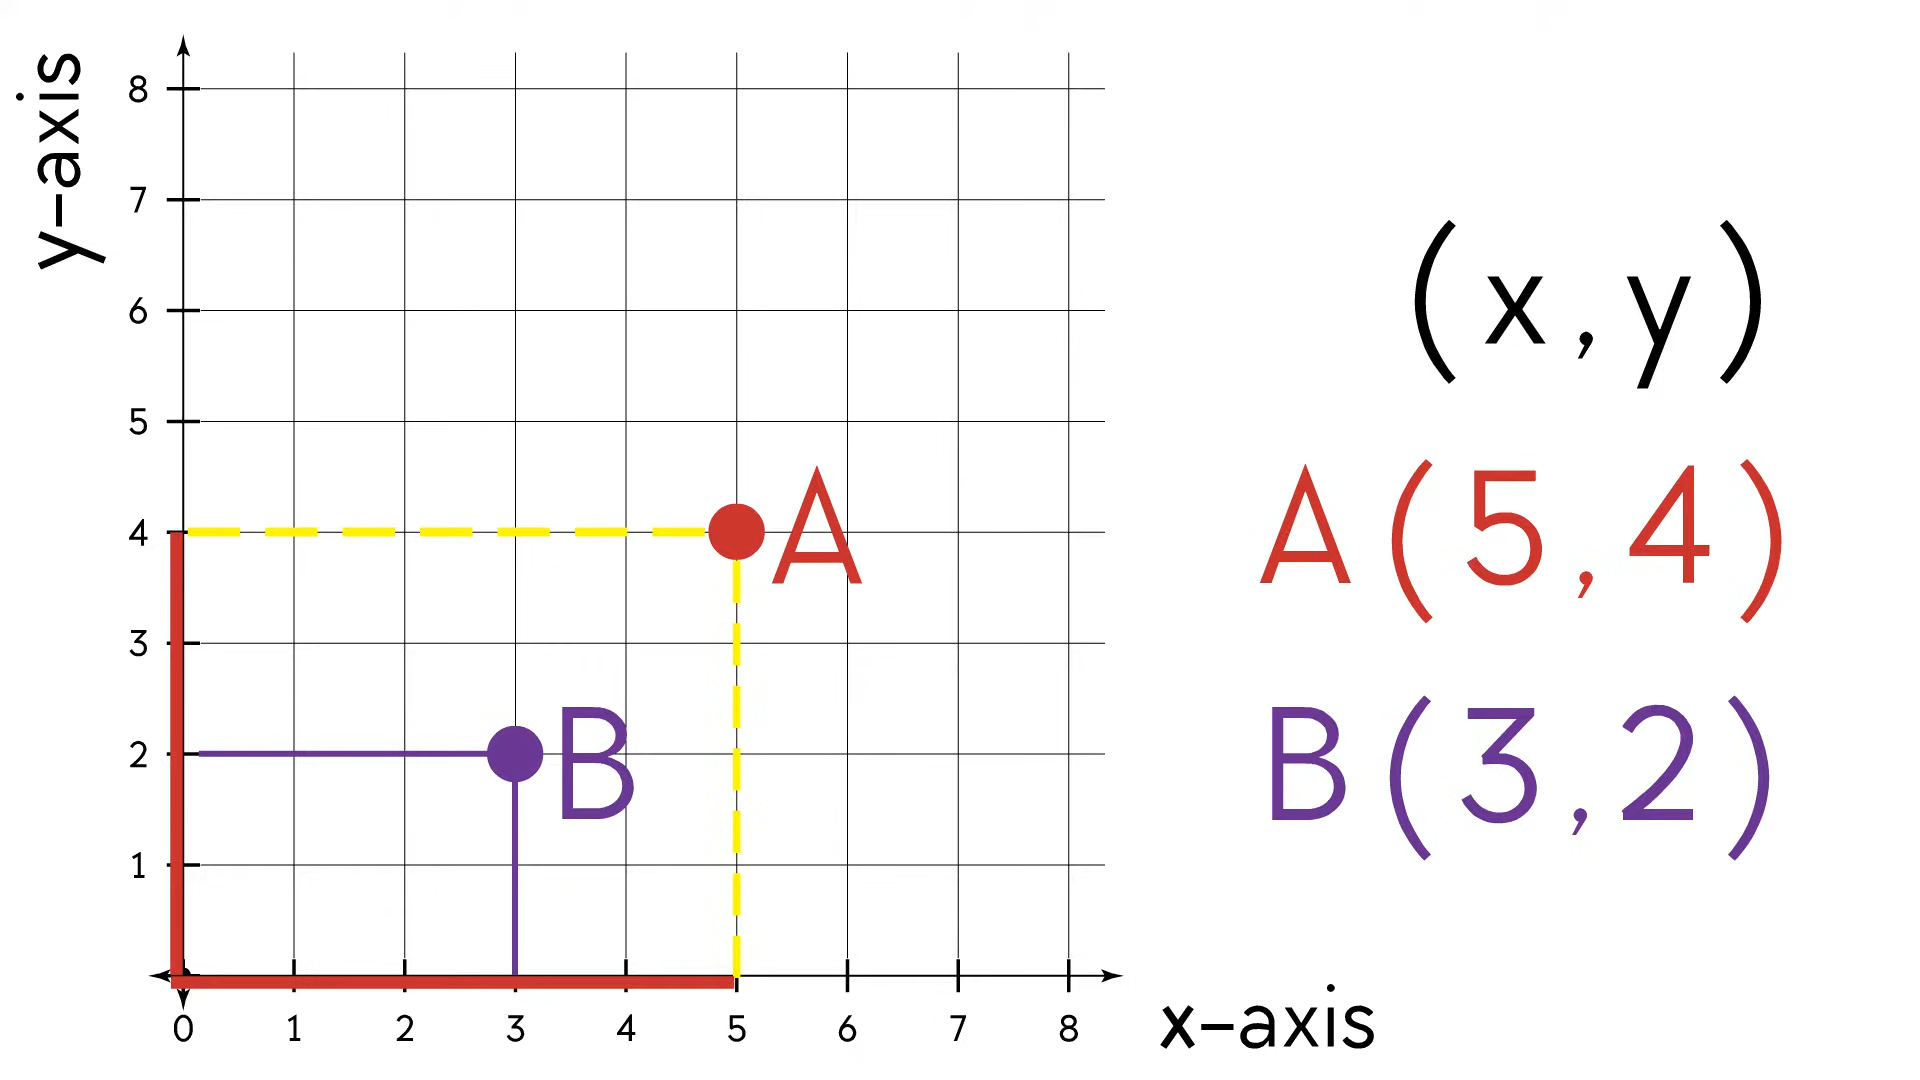 y-axis
8
7
6
5
4
3
2
1
A
B
0 1 2 3 4 5 6 7 8
x-axis
(x,y)
A(5,4)
B(3,2)